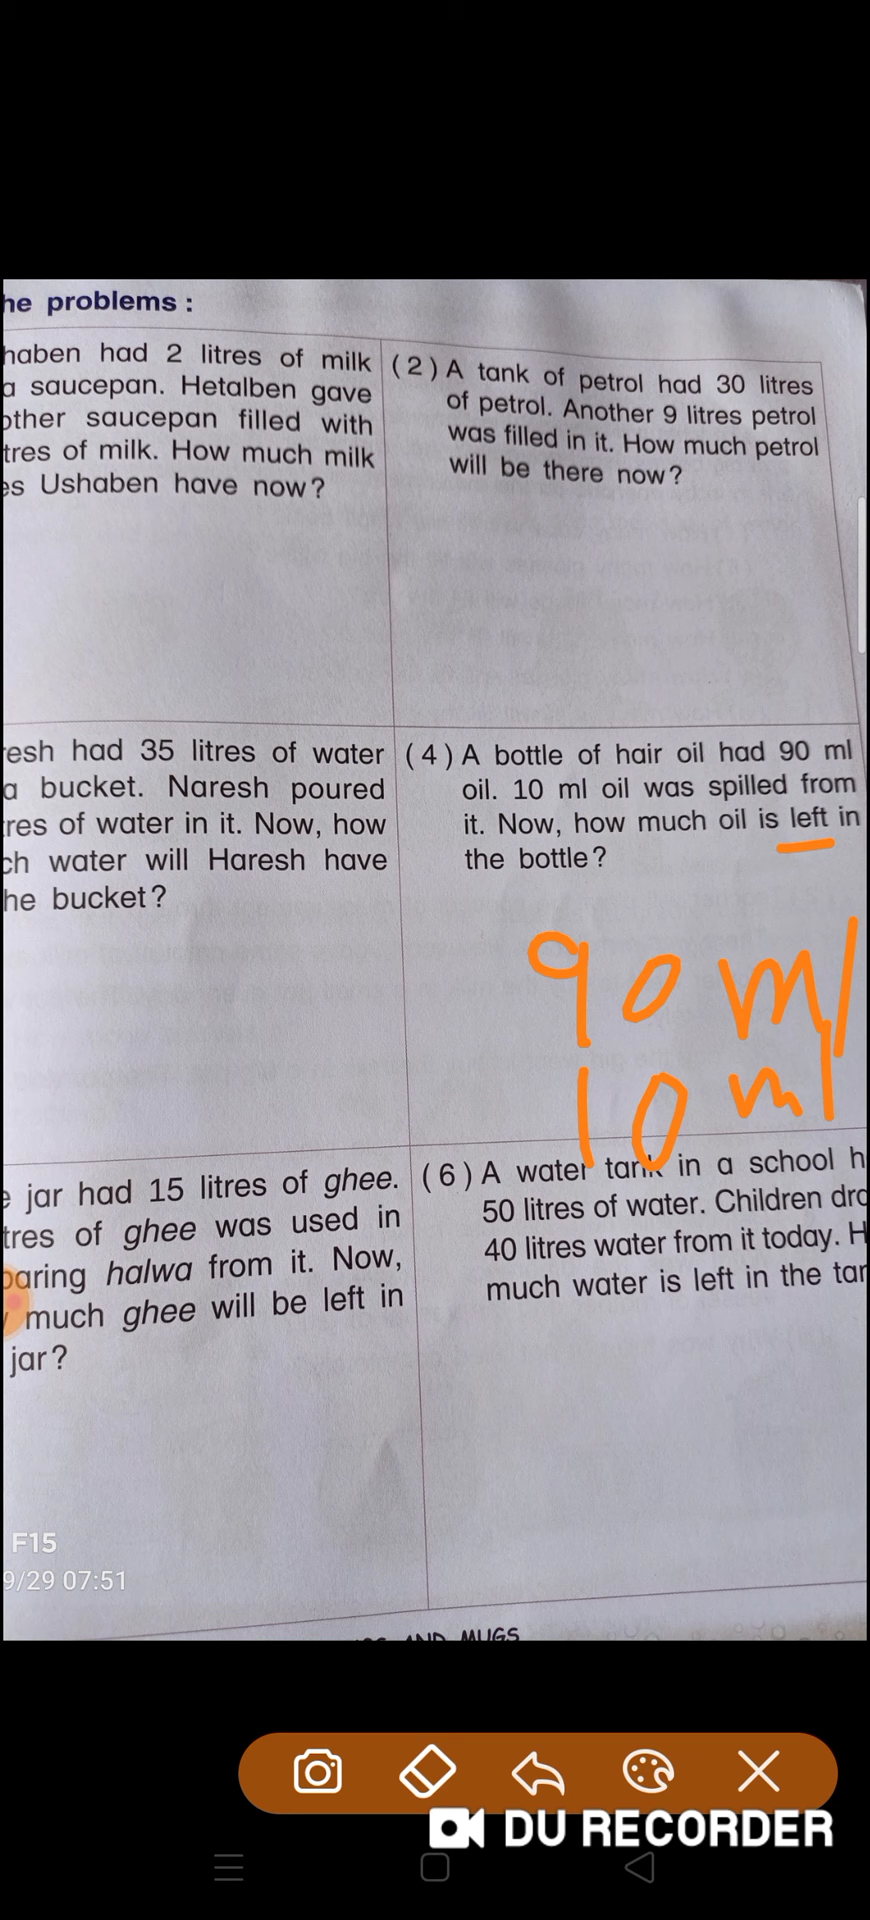 he problems :
haben had 2 litres of milk
a saucepan. Hetalben gave
other saucepan filled with
tres of milk. How much milk
es Ushaben have now?
(2) A tank of petrol had 30 litres
of petrol. Another 9 litres petrol
was filled in it. How much petrol
will be there now?
esh had 35 litres of water
a bucket. Naresh poured
res of water in it. Now, how
ch water will Haresh have
he bucket?
(4) A bottle of hair oil had 90 ml
oil. 10 ml oil was spilled from
it. Now, how much oil is left in
the bottle?
90 ml
10 ml
e jar had 15 litres of ghee.
tres of ghee was used in
paring halwa from it. Now,
much ghee will be left in
jar?
(6) A water tank in a school h
50 litres of water. Children dr
40 litres water from it today. H
much water is left in the tan
F15
9/29 07:51
AND MUGS
DU RECORDER